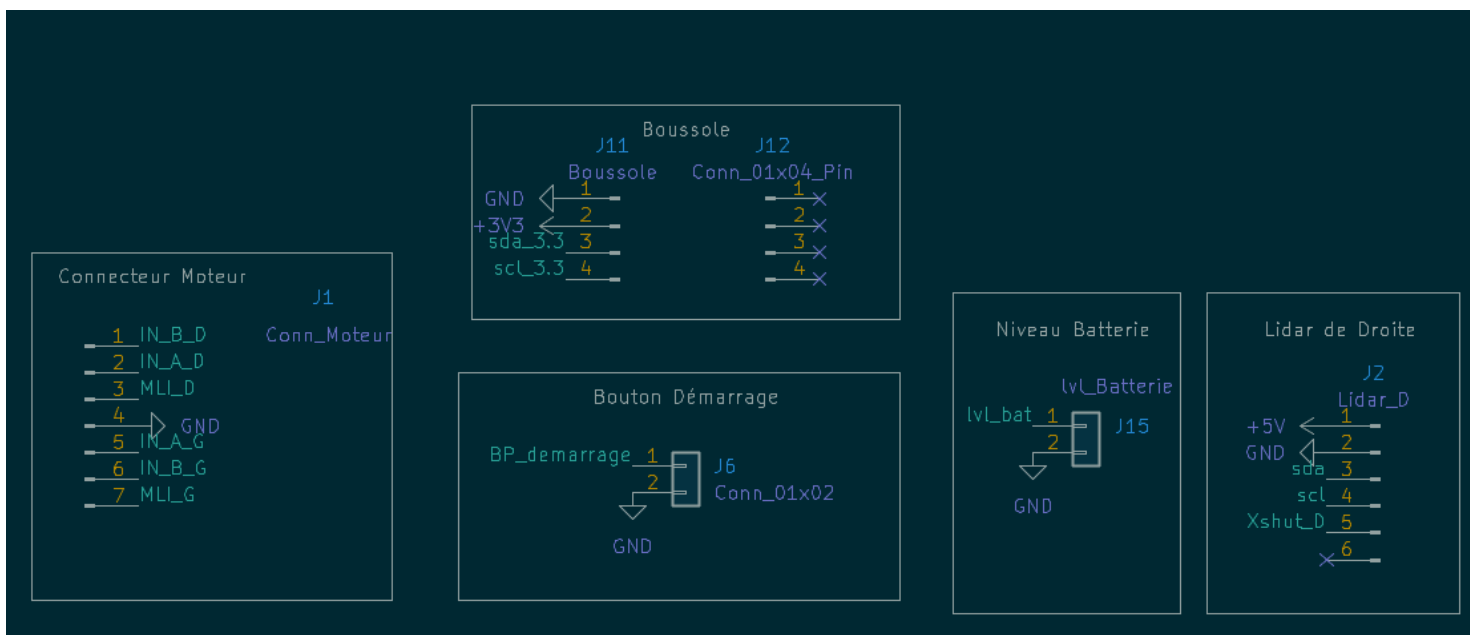 Boussole
J11
Boussole
GND 1
+3V3 2
sda_3.3 3
scl_3.3 4
J12
Conn_01x04_Pin
1
2
3
4
Connecteur Moteur
J1
Conn_Moteur
1 IN_B_D
2 IN_A_D
3 MLI_D
4 GND
5 IN_A_G
6 IN_B_G
7 MLI_G
Bouton Démarrage
BP_demarrage 1
2
GND
J6
Conn_01x02
Niveau Batterie
lvl_Batterie
lvl_bat 1
2
J15
GND
Lidar de Droite
J2
Lidar_D
+5V 1
GND 2
sda 3
scl 4
Xshut_D 5
6